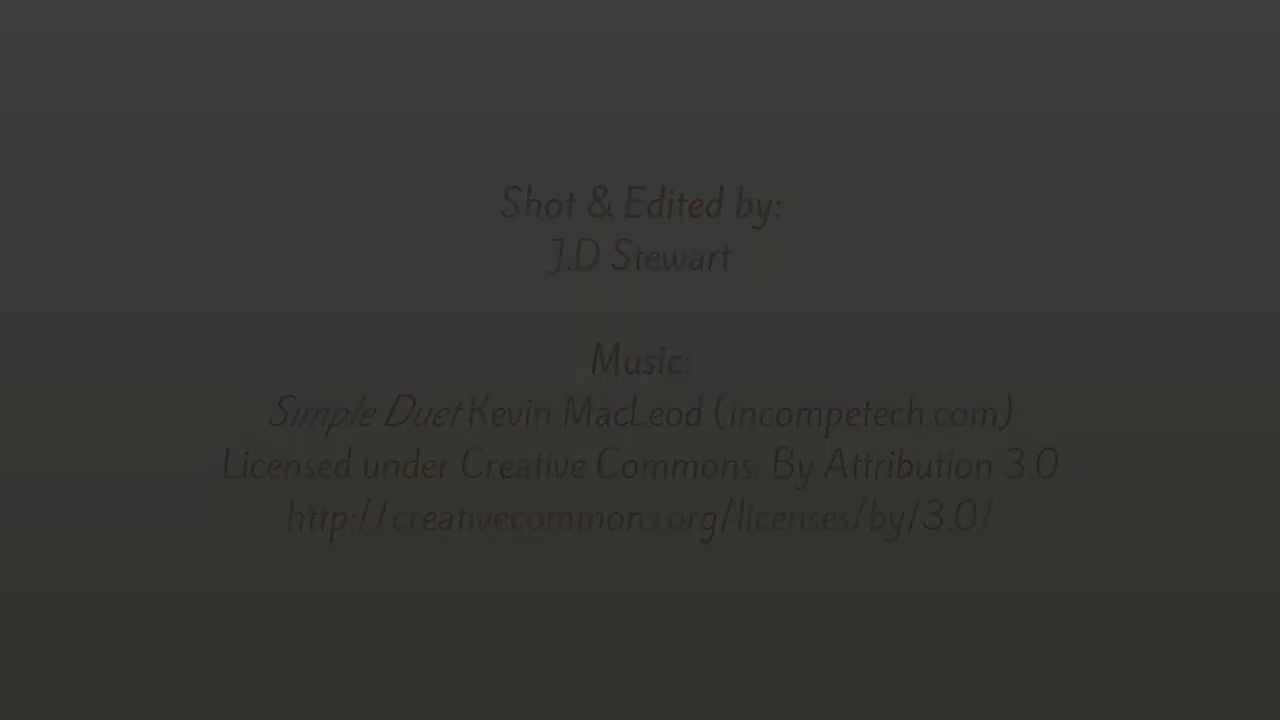 Shot & Edited by:
J.D Stewart
Music:
Simple Duet Kevin MacLeod (incompetech.com)
Licensed under Creative Commons: By Attribution 3.0
http://creativecommons.org/licenses/by/3.0/